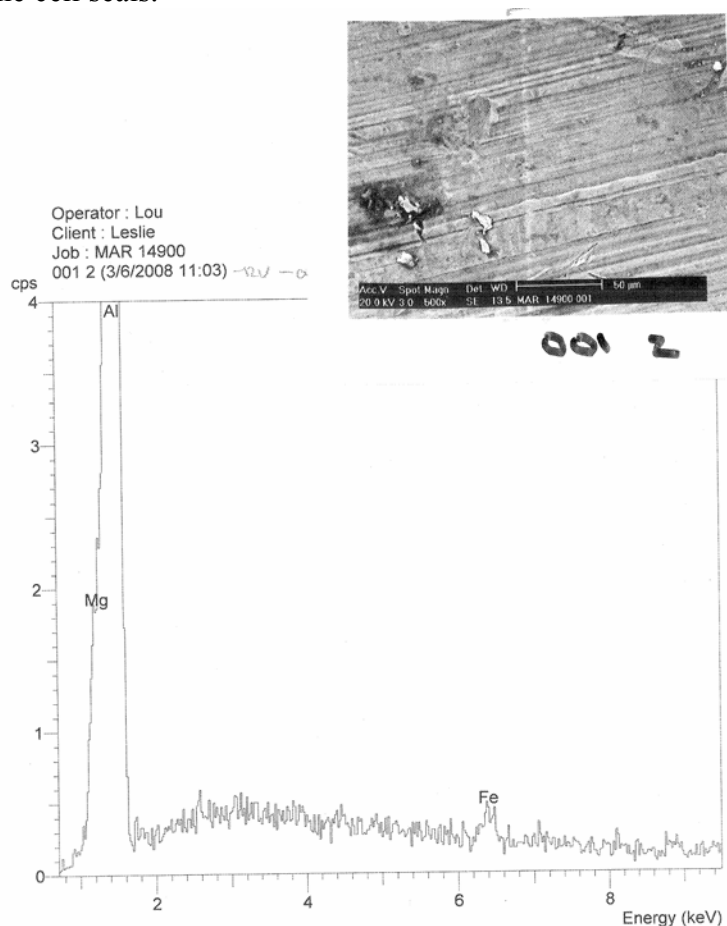 Operator : Lou
Client : Leslie
Job : MAR 14900
001 2 (3/6/2008 11:03) -12V
cps
4
3
2
1
0
Al
Mg
Fe
2
4
6
8
Energy (keV)
Acc.V Spot Magn Det WD 50 µm
20.0 kV 3.0 500x SE 13.5 MAR 14900 001
001 2